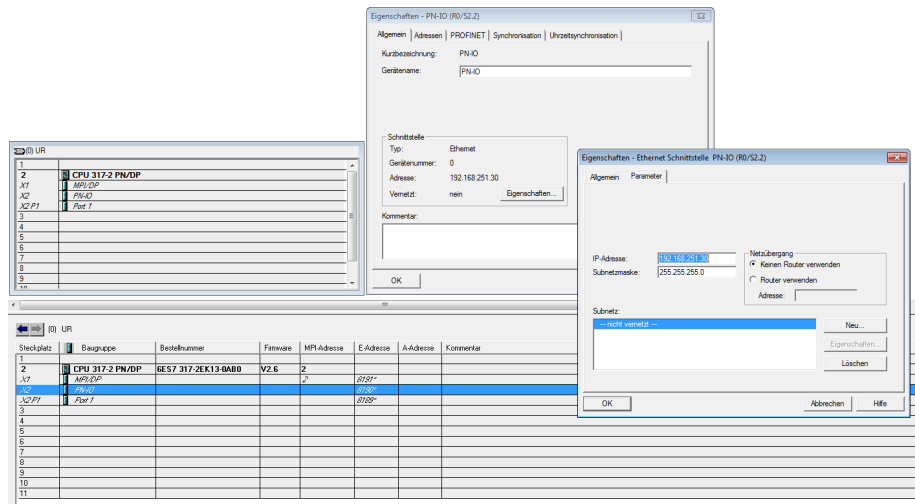 Eigenschaften - PN-IO (R0/S2.2)
Allgemein Adressen PROFINET Synchronisation Uhrzeitsynchronisation
Kurzbezeichnung: PN-IO
Gerätename: PN-IO
Schnittstelle
Typ: Ethernet
Gerätenummer: 0
Adresse: 192.168.251.30
Vernetzt: nein Eigenschaften...
Kommentar:
OK
(0) UR
1
2 CPU 317-2 PN/DP
X1 MPI/DP
X2 PN-IO
X2 P1 Port 1
3
4
5
6
7
8
9
10
Eigenschaften - Ethernet Schnittstelle PN-IO (R0/S2.2)
Allgemein Parameter
IP-Adresse: 192.168.251.30
Subnetzmaske: 255.255.255.0
Netzübergang
Keinen Router verwenden
Router verwenden
Adresse:
Subnetz:
--- nicht vernetzt ---
Neu...
Eigenschaften...
Löschen
OK Abbrechen Hilfe
(0) UR
Steckplatz Baugruppe Bestellnummer Firmware MPI-Adresse E-Adresse A-Adresse Kommentar
1
2 CPU 317-2 PN/DP 6ES7 317-2EK13-0AB0 V2.6 2
X1 MPI/DP 2 8191*
X2 PN-IO 8190*
X2 P1 Port 1 8189*
3
4
5
6
7
8
9
10
11